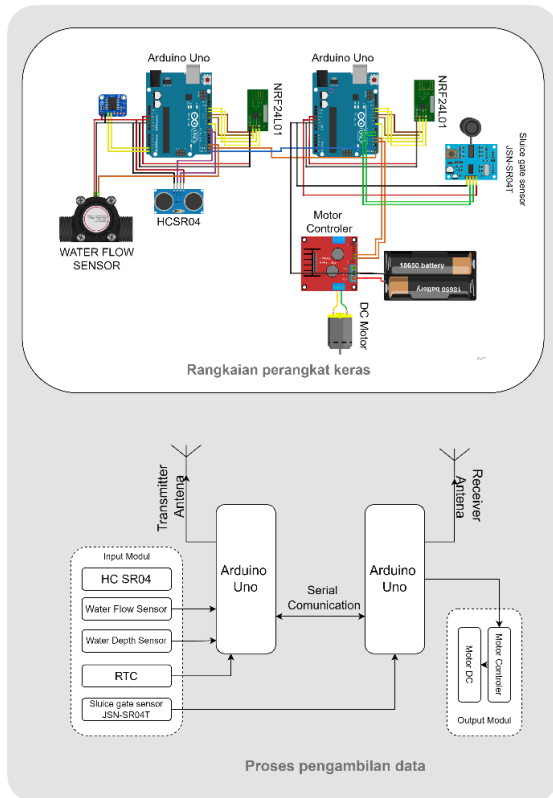 Arduino Uno
Arduino Uno
NRF24L01
NRF24L01
Sluice gate sensor
JSN-SR04T
HCSR04
WATER FLOW
SENSOR
Motor
Controler
18650 battery
18650 battery
DC Motor
Rangkaian perangkat keras
Transmitter
Antena
Receiver
Antena
Input Modul
HC SR04
Water Flow Sensor
Water Depth Sensor
RTC
Sluice gate sensor
JSN-SR04T
Arduino
Uno
Serial
Comunication
Arduino
Uno
Motor DC
Motor Controler
Output Modul
Proses pengambilan data